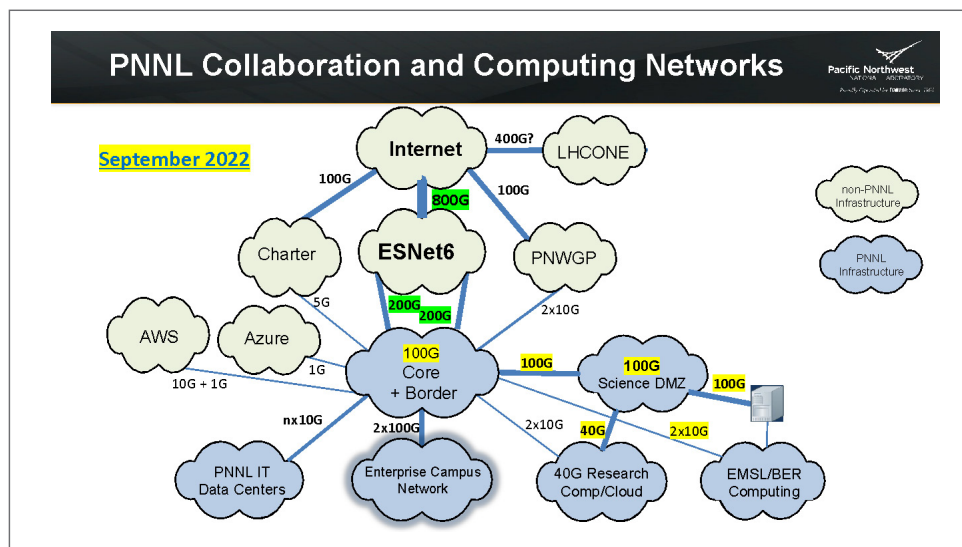 PNNL Collaboration and Computing Networks
Pacific Northwest
NATIONAL LABORATORY
September 2022
Internet
400G?
LHCONE
100G
800G
100G
non-PNNL
Infrastructure
Charter
ESNet6
PNWGP
PNNL
Infrastructure
5G
200G
200G
2x10G
AWS
Azure
10G + 1G
1G
100G
Core
+ Border
100G
100G
Science DMZ
100G
nx10G
2x100G
2x10G
40G
2x10G
PNNL IT
Data Centers
Enterprise Campus
Network
40G Research
Comp/Cloud
EMSL/BER
Computing